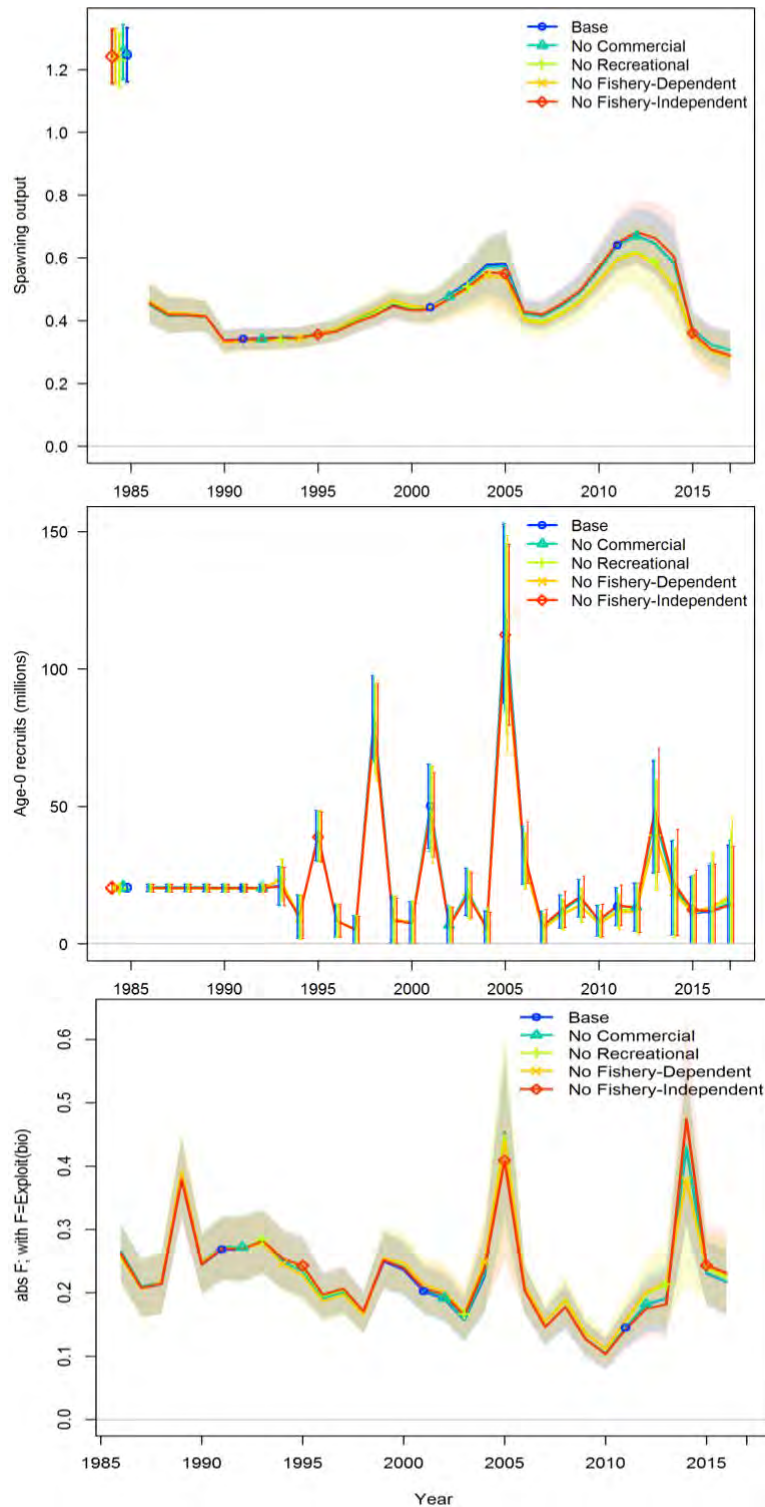 Base
No Commercial
No Recreational
No Fishery-Dependent
No Fishery-Independent
Spawning output
1.2
1.0
0.8
0.6
0.4
0.2
0.0
1985 1990 1995 2000 2005 2010 2015
Base
No Commercial
No Recreational
No Fishery-Dependent
No Fishery-Independent
Age-0 recruits (millions)
150
100
50
0
1985 1990 1995 2000 2005 2010 2015
Base
No Commercial
No Recreational
No Fishery-Dependent
No Fishery-Independent
abs F; with F=Exploit(bio)
0.6
0.5
0.4
0.3
0.2
0.1
0.0
1985 1990 1995 2000 2005 2010 2015
Year